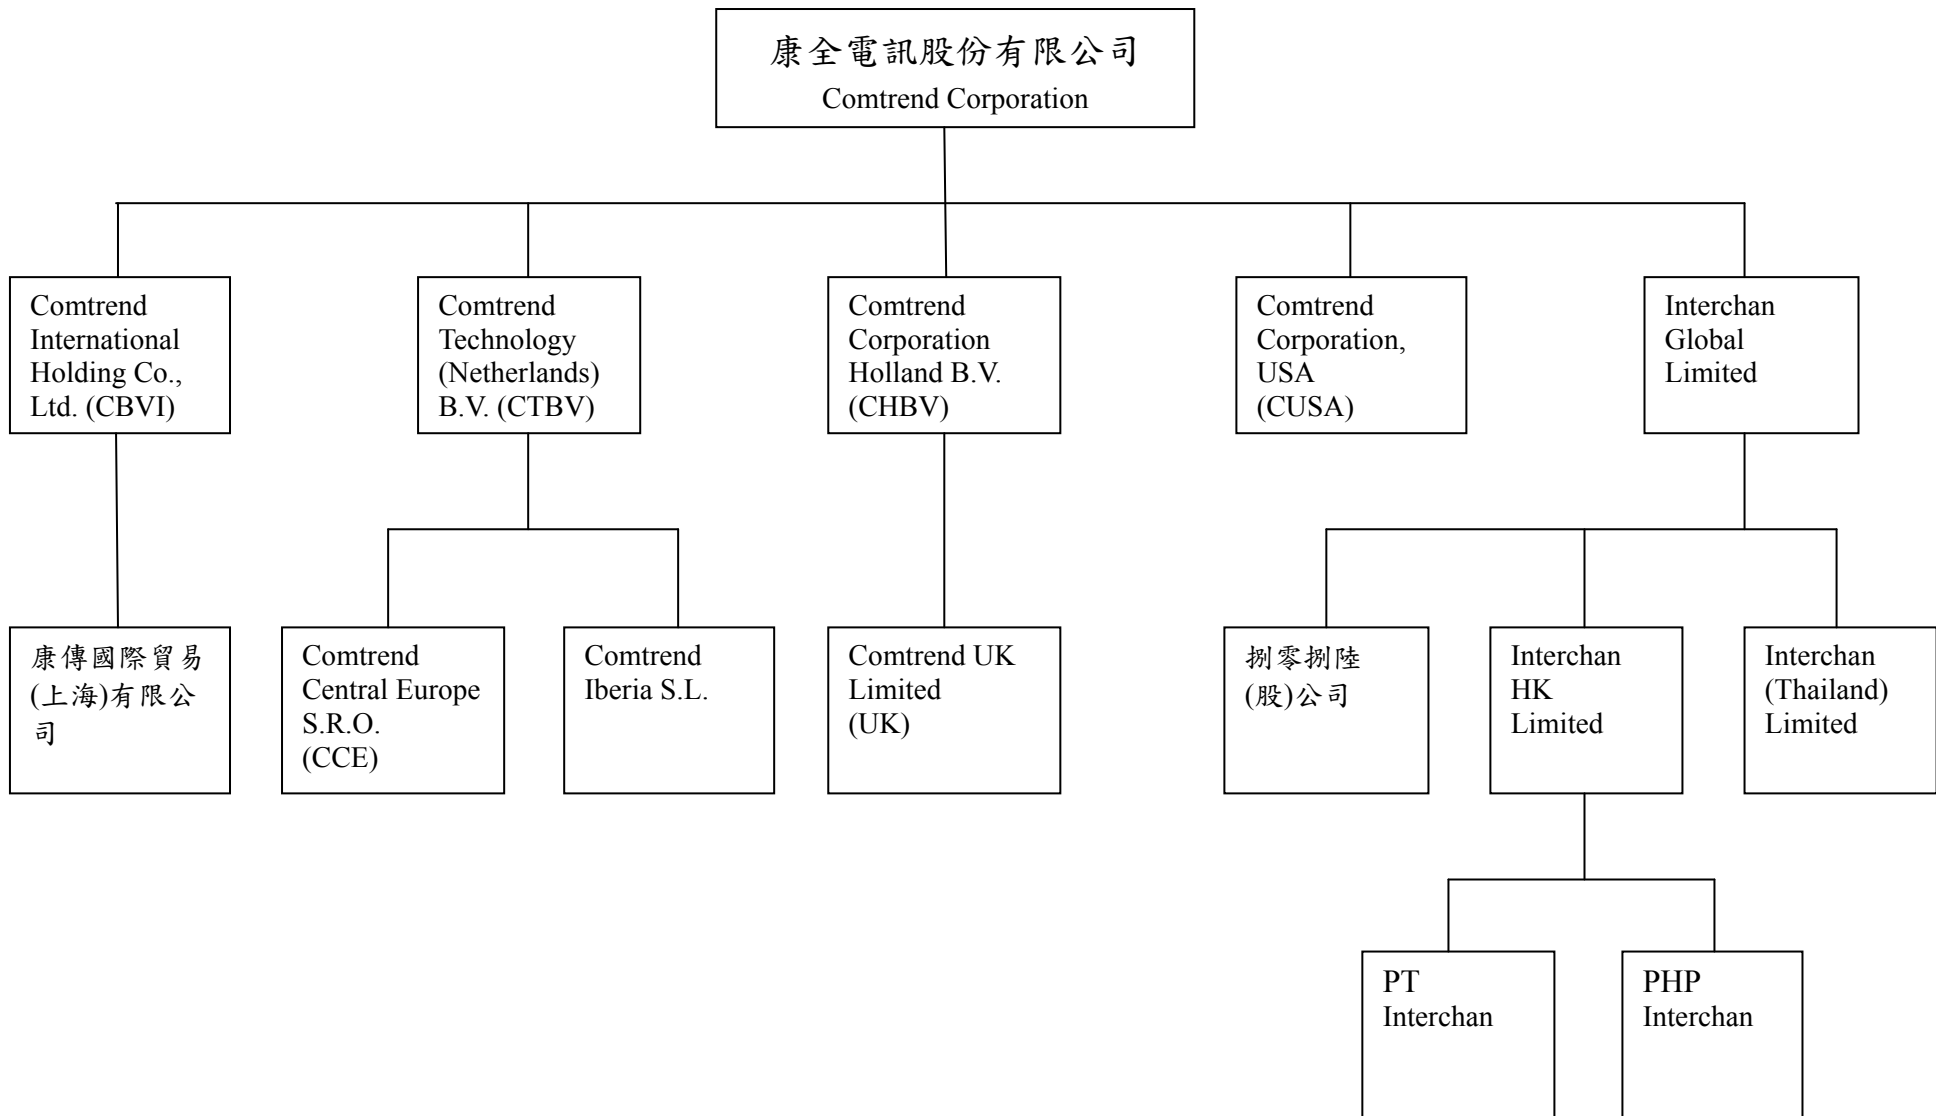 康全電訊股份有限公司
Comtrend Corporation
Comtrend
International
Holding Co.,
Ltd. (CBVI)
Comtrend
Technology
(Netherlands)
B.V. (CTBV)
Comtrend
Corporation
Holland B.V.
(CHBV)
Comtrend
Corporation,
USA
(CUSA)
Interchan
Global
Limited
康傳國際貿易
(上海)有限公
司
Comtrend
Central Europe
S.R.O.
(CCE)
Comtrend
Iberia S.L.
Comtrend UK
Limited
(UK)
捌零捌陸
(股)公司
Interchan
HK
Limited
Interchan
(Thailand)
Limited
PT
Interchan
PHP
Interchan